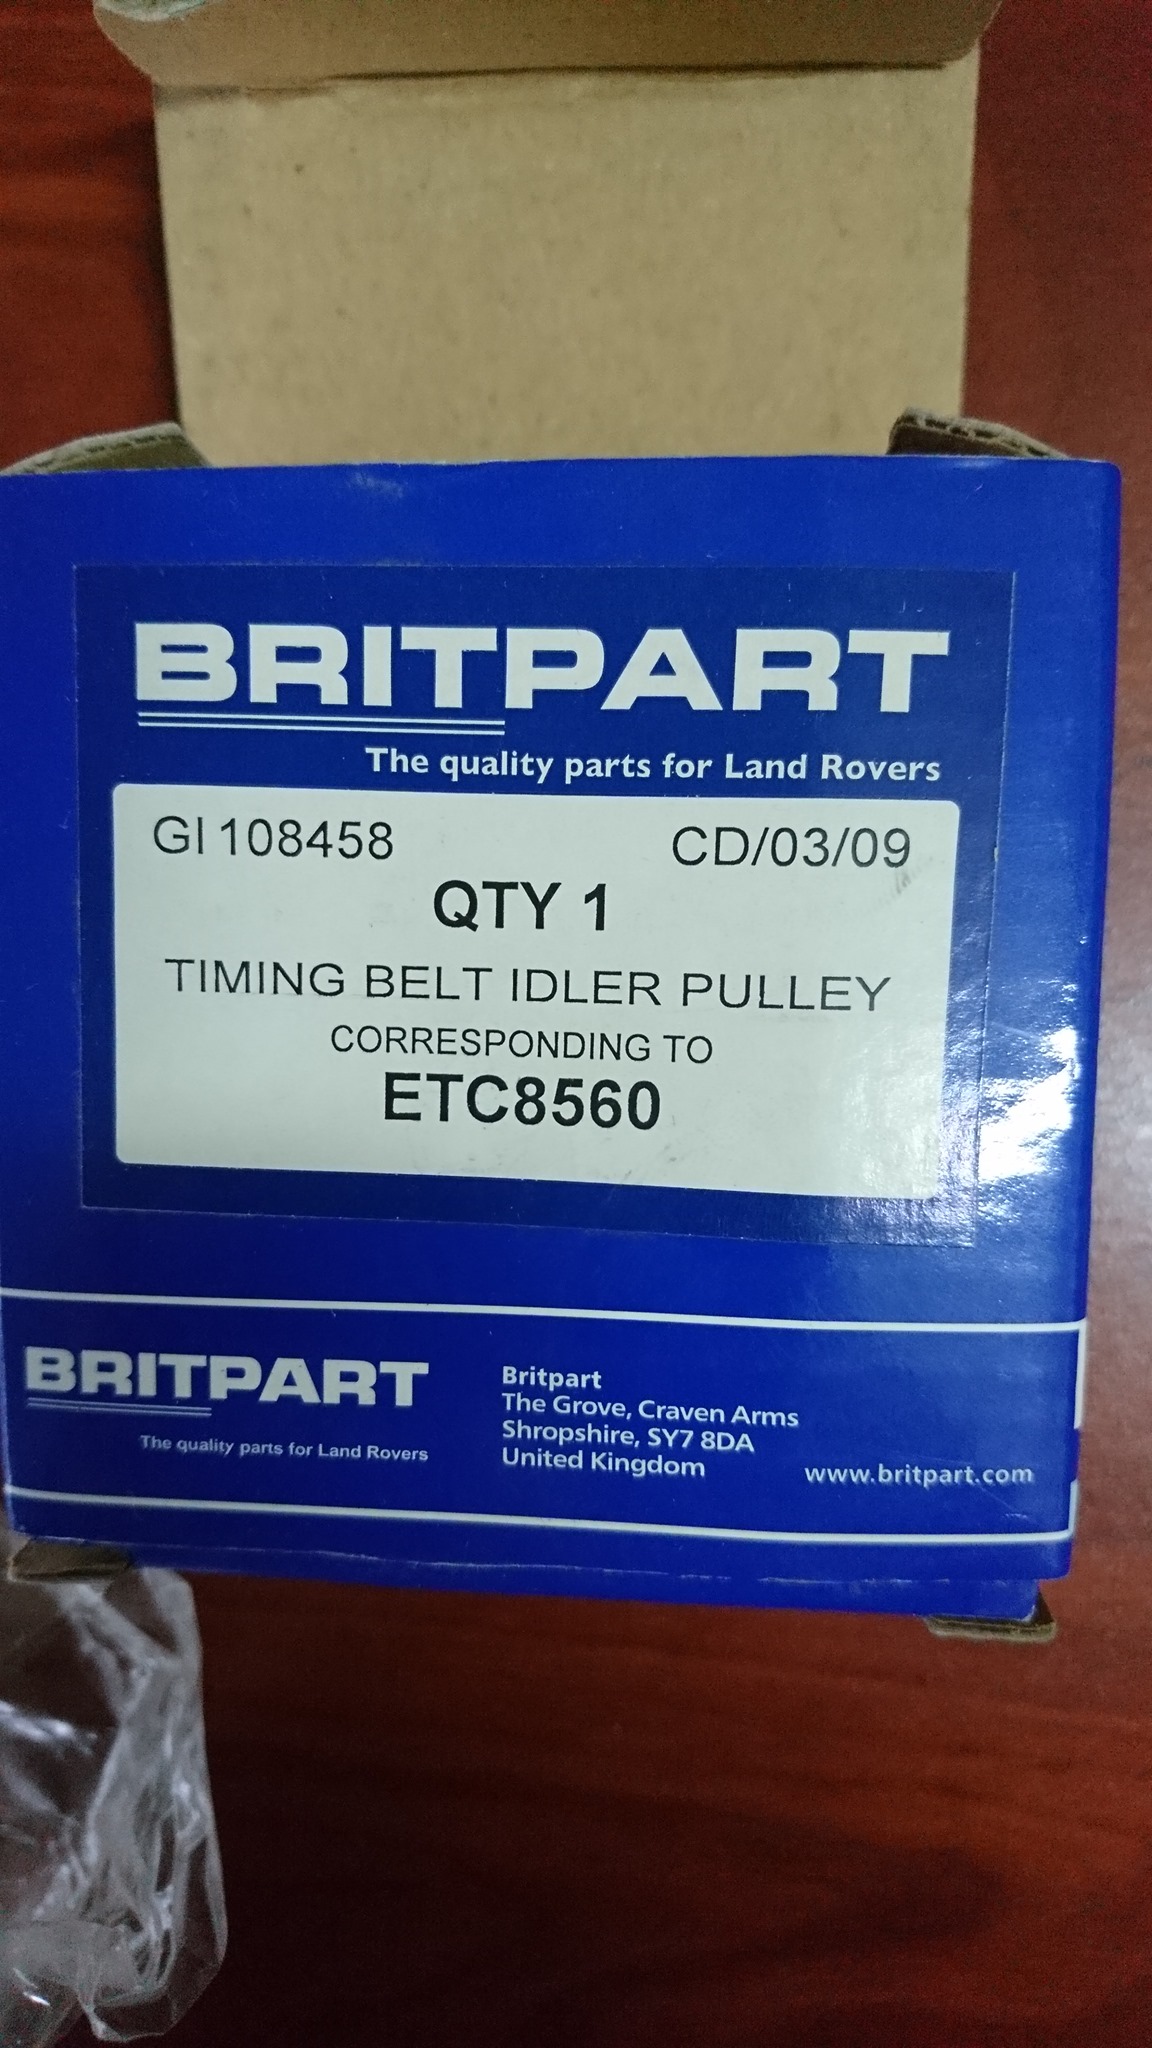 BRITPART
The quality parts for Land Rovers
GI 108458 CD/03/09
QTY 1
TIMING BELT IDLER PULLEY
CORRESPONDING TO
ETC8560
BRITPART
The quality parts for Land Rovers
Britpart
The Grove, Craven Arms
Shropshire, SY7 8DA
United Kingdom
www.britpart.com